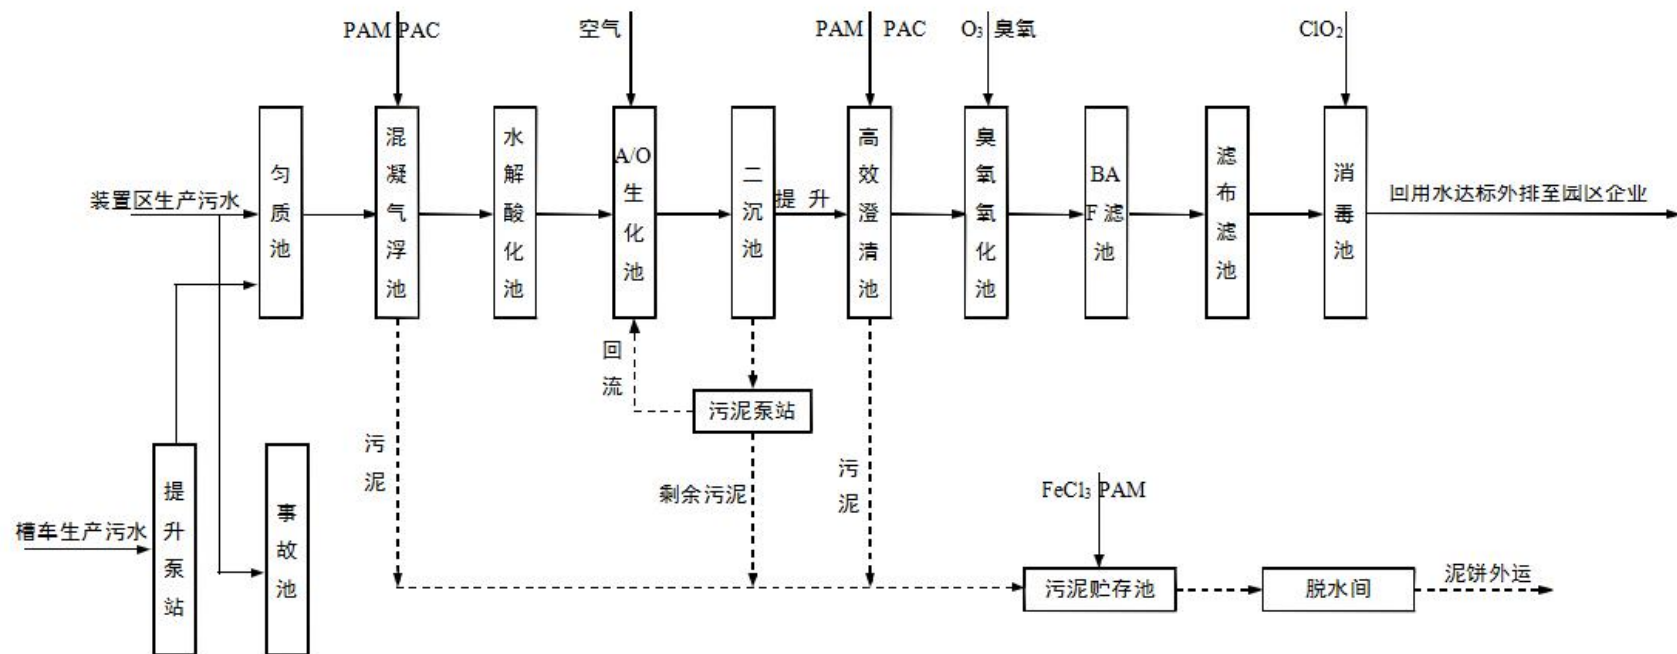 PAM PAC
空气
PAM PAC
O₃ 臭氧
ClO₂
装置区生产污水
匀质池
混凝气浮池
水解酸化池
A/O生化池
二沉池
提 升
高效澄清池
臭氧氧化池
BAF滤池
滤布滤池
消毒池
回用水达标外排至园区企业
回流
污泥泵站
污泥
剩余污泥
污泥
FeCl₃ PAM
槽车生产污水
提升泵站
事故池
污泥贮存池
脱水间
泥饼外运